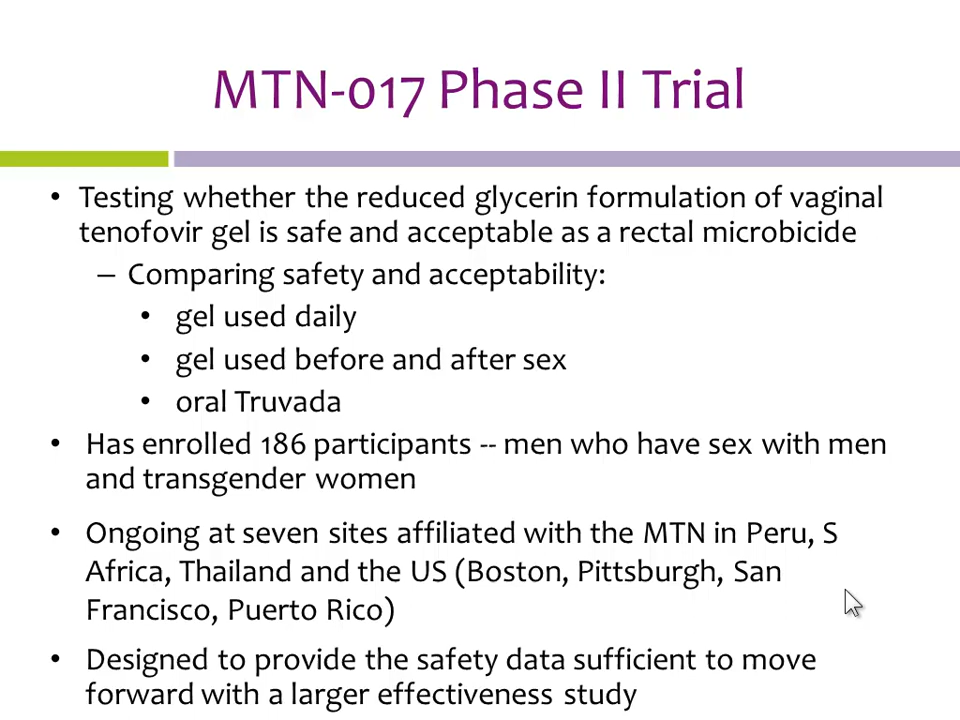 MTN-017 Phase II Trial
• Testing whether the reduced glycerin formulation of vaginal
tenofovir gel is safe and acceptable as a rectal microbicide
– Comparing safety and acceptability:
• gel used daily
• gel used before and after sex
• oral Truvada
• Has enrolled 186 participants -- men who have sex with men
and transgender women
• Ongoing at seven sites affiliated with the MTN in Peru, S
Africa, Thailand and the US (Boston, Pittsburgh, San
Francisco, Puerto Rico)
• Designed to provide the safety data sufficient to move
forward with a larger effectiveness study